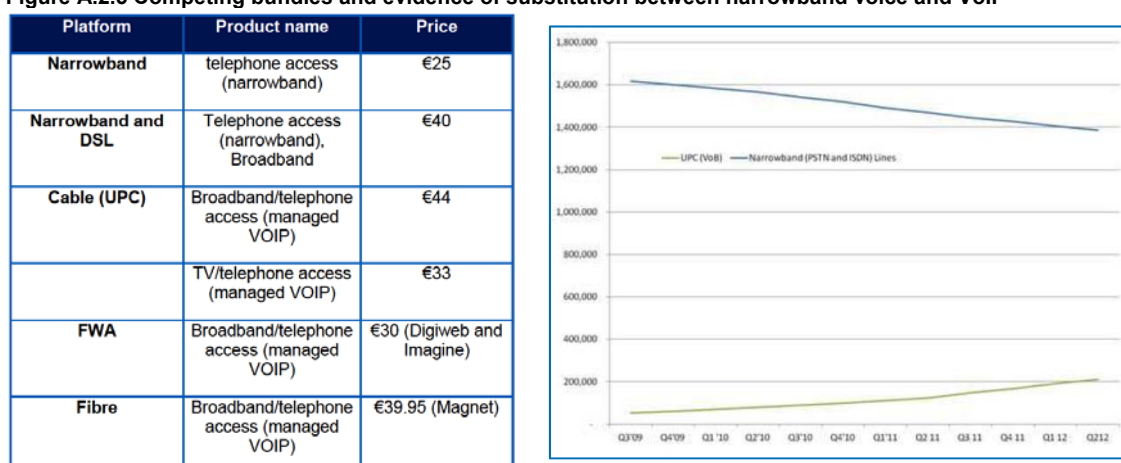 Figure A.2.6 Competing bundles and evidence of substitution between narrowband voice and VoIP
Platform Product name Price
Narrowband telephone access €25
(narrowband)
Narrowband and Telephone access €40
DSL (narrowband),
Broadband
Cable (UPC) Broadband/telephone €44
access (managed
VOIP)
TV/telephone access €33
(managed VOIP)
FWA Broadband/telephone €30 (Digiweb and
access (managed Imagine)
VOIP)
Fibre Broadband/telephone €39.95 (Magnet)
access (managed
VOIP)
1,800,000
1,600,000
1,400,000
UPC (VoB) Narrowband (PSTN and ISDN) Lines
1,200,000
1,000,000
800,000
600,000
400,000
200,000
-
Q3'09 Q4'09 Q1 '10 Q2'10 Q3'10 Q4'10 Q1'11 Q2 11 Q3 11 Q4 11 Q1 12 Q212